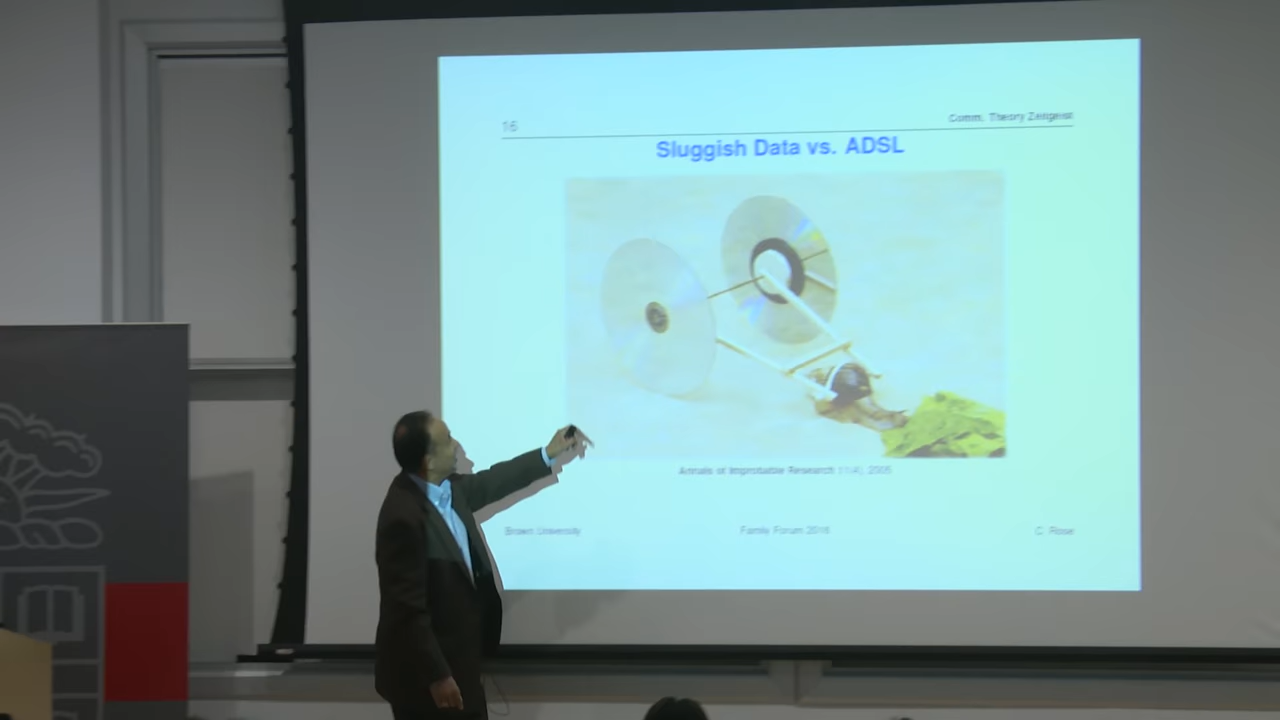 16
Comm. Theory Zeitgeist
Sluggish Data vs. ADSL
Annals of Improbable Research 11(4), 2005
Brown University
Family Forum 2016
C. Rose